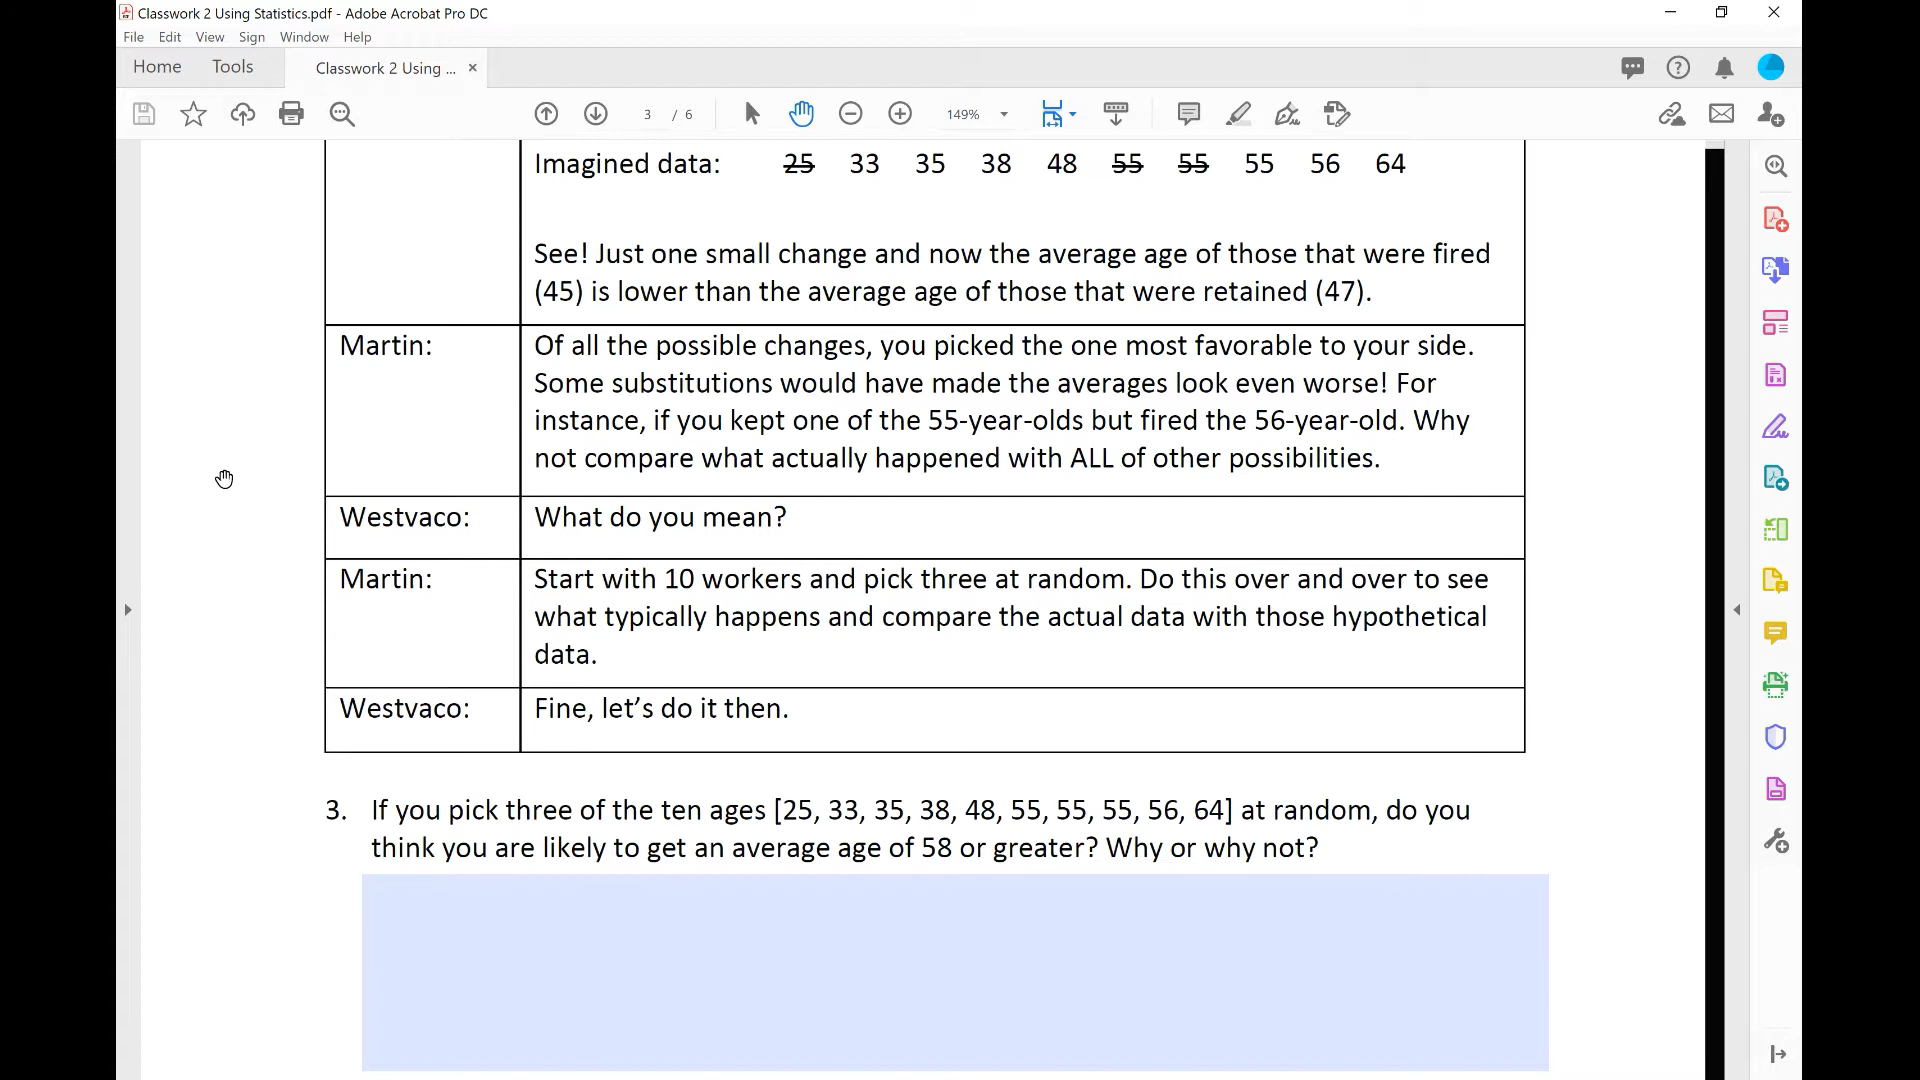 Classwork 2 Using Statistics.pdf - Adobe Acrobat Pro DC
File Edit View Sign Window Help
Home Tools Classwork 2 Using ... ×
3 / 6 149%
Imagined data: 25 33 35 38 48 55 55 55 56 64
See! Just one small change and now the average age of those that were fired
(45) is lower than the average age of those that were retained (47).
Martin: Of all the possible changes, you picked the one most favorable to your side.
Some substitutions would have made the averages look even worse! For
instance, if you kept one of the 55-year-olds but fired the 56-year-old. Why
not compare what actually happened with ALL of other possibilities.
Westvaco: What do you mean?
Martin: Start with 10 workers and pick three at random. Do this over and over to see
what typically happens and compare the actual data with those hypothetical
data.
Westvaco: Fine, let’s do it then.
3. If you pick three of the ten ages [25, 33, 35, 38, 48, 55, 55, 55, 56, 64] at random, do you
think you are likely to get an average age of 58 or greater? Why or why not?